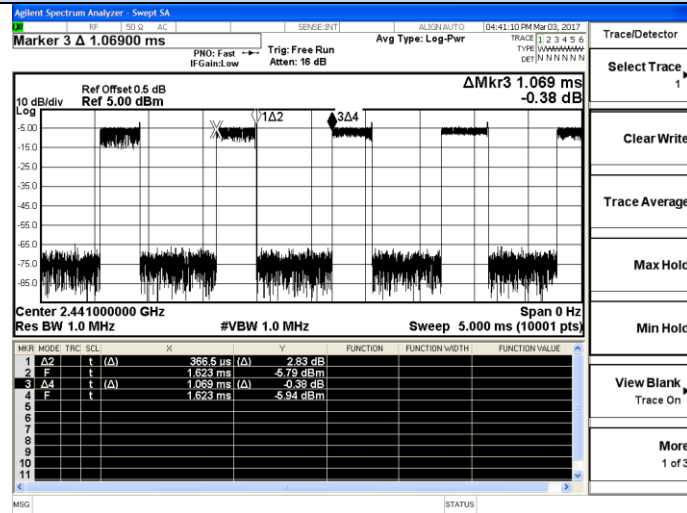 Agilent Spectrum Analyzer - Swept SA
RF 50 Ω AC SENSE:INT ALIGN AUTO 04:41:10 PM Mar 03, 2017
Marker 3 Δ 1.06900 ms
PNO: Fast
IFGain:Low
Trig: Free Run
Atten: 16 dB
Avg Type: Log-Pwr
TRACE 1 2 3 4 5 6
TYPE WWWWWW
DET N N N N N N
ΔMkr3 1.069 ms
-0.38 dB
Ref Offset 0.5 dB
10 dB/div Ref 5.00 dBm
Log
1Δ2
3Δ4
-5.00
-15.0
-25.0
-35.0
-45.0
-55.0
-65.0
-75.0
-85.0
Center 2.441000000 GHz Span 0 Hz
Res BW 1.0 MHz #VBW 1.0 MHz Sweep 5.000 ms (10001 pts)
MKR MODE TRC SCL X Y FUNCTION FUNCTION WIDTH FUNCTION VALUE
1 Δ2 t (Δ) 366.5 µs (Δ) 2.83 dB
2 F t 1.623 ms -5.79 dBm
3 Δ4 t (Δ) 1.069 ms (Δ) -0.38 dB
4 F t 1.623 ms -5.94 dBm
5
6
7
8
9
10
11
MSG STATUS
Trace/Detector
Select Trace
1
Clear Write
Trace Average
Max Hold
Min Hold
View Blank
Trace On
More
1 of 3